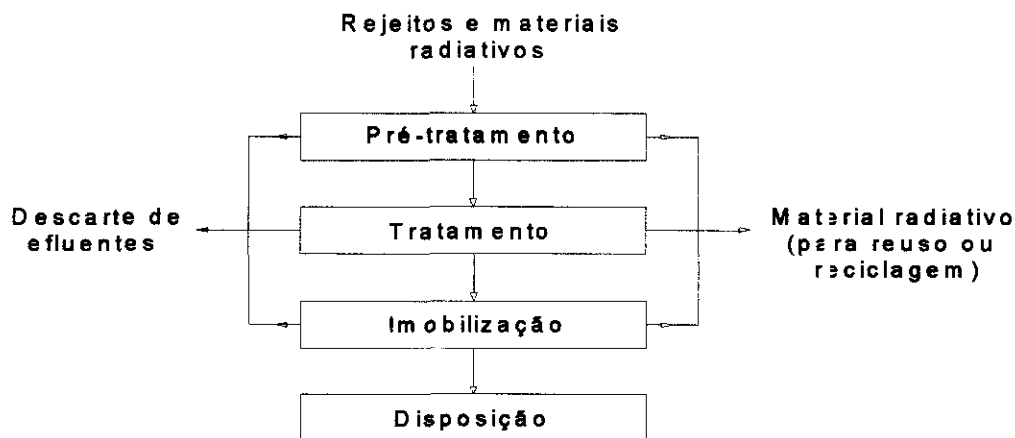 Rejeitos e materiais
radiativos
Pré-tratamento
Descarte de
efluentes
Tratamento
Material radiativo
(para reuso ou
reciclagem)
Imobilização
Disposição